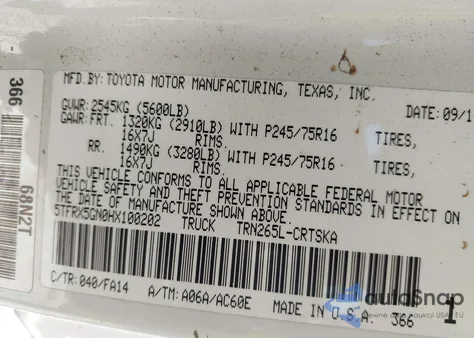 MFD.BY: TOYOTA MOTOR MANUFACTURING, TEXAS, INC.
GVWR: 2545KG (5600LB) DATE: 09/1
GAWR: FRT. 1320KG (2910LB) WITH P245/75R16 TIRES,
16X7J RIMS.
RR. 1490KG (3280LB) WITH P245/75R16 TIRES,
16X7J RIMS.
THIS VEHICLE CONFORMS TO ALL APPLICABLE FEDERAL MOTOR
VEHICLE SAFETY AND THEFT PREVENTION STANDARDS IN EFFECT ON
THE DATE OF MANUFACTURE SHOWN ABOVE.
5TFRX5GN0HX100202 TRUCK TRN265L-CRTSKA
C/TR: 040/FA14 A/TM: A06A/AC60E MADE IN U.S.A. 366
366
68N2T
autoSnap